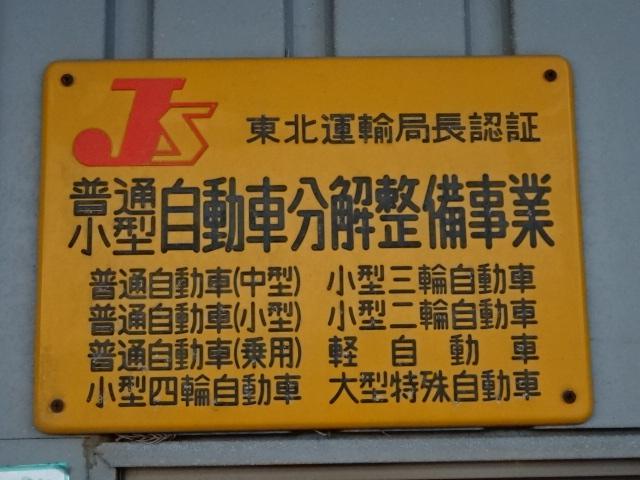 JS
東北運輸局長認証
普通
小型
自動車分解整備事業
普通自動車(中型) 小型三輪自動車
普通自動車(小型) 小型二輪自動車
普通自動車(乗用) 軽自動車
小型四輪自動車 大型特殊自動車